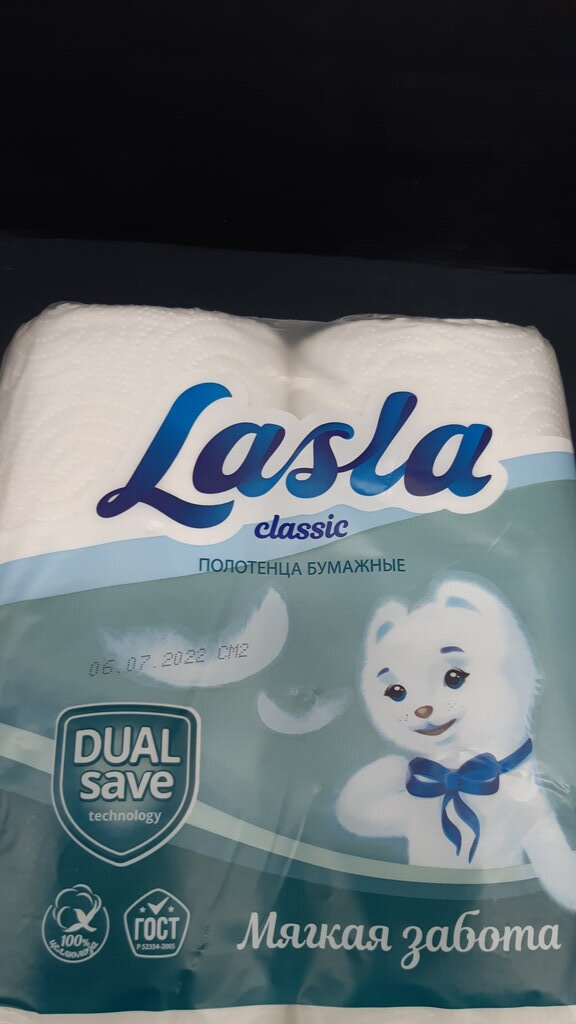 Lasla
classic
ПОЛОТЕНЦА БУМАЖНЫЕ
06.07.2022 СМ2
DUAL
save
technology
100%
целлюлоза
ГОСТ
Р 52354-2005
Мягкая забота